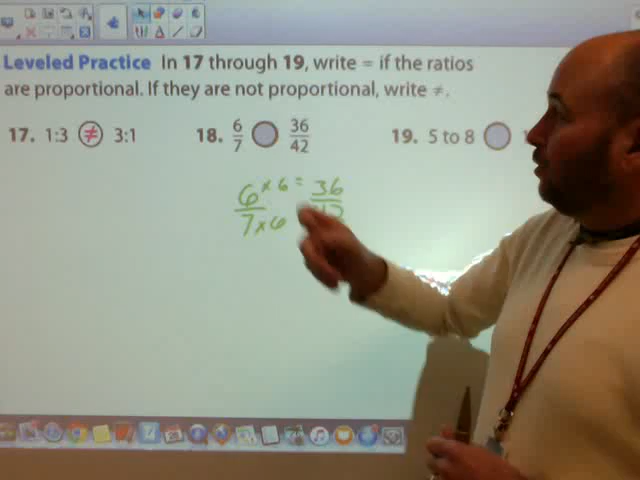 Leveled Practice In 17 through 19, write = if the ratios
are proportional. If they are not proportional, write ≠.
17. 1:3 ≠ 3:1
18. 6/7 36/42
19. 5 to 8
6 × 6 = 36
7 × 6 42